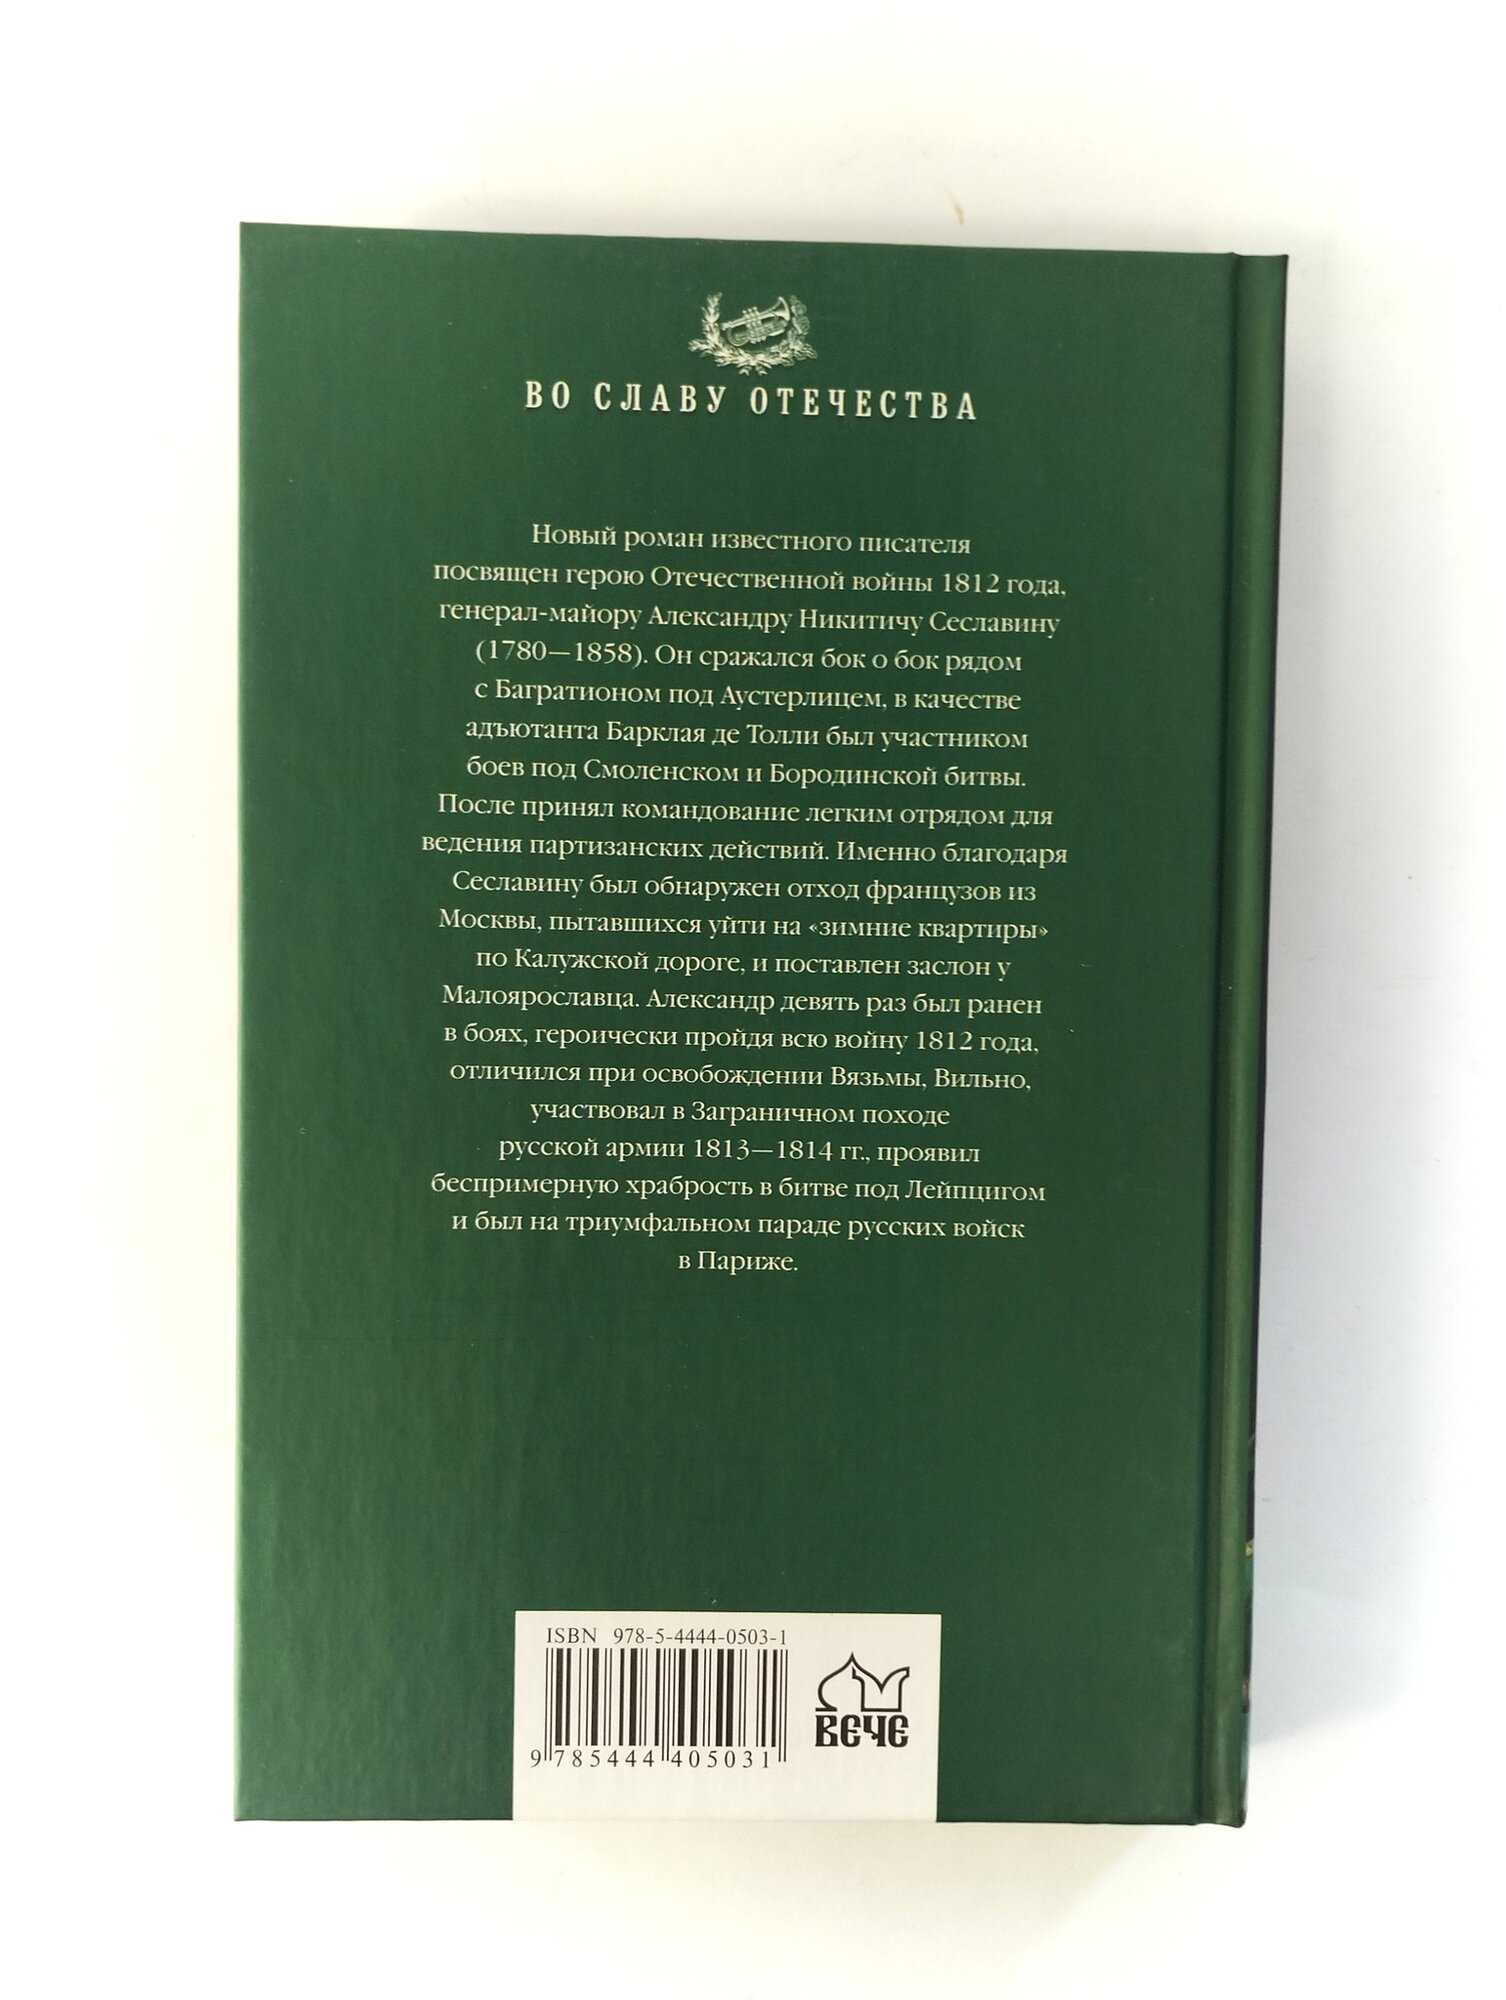 ВО СЛАВУ ОТЕЧЕСТВА
Новый роман известного писателя
посвящен герою Отечественной войны 1812 года,
генерал-майору Александру Никитичу Сеславину
(1780—1858). Он сражался бок о бок рядом
с Багратионом под Аустерлицем, в качестве
адъютанта Барклая де Толли был участником
боев под Смоленском и Бородинской битвы.
После принял командование легким отрядом для
ведения партизанских действий. Именно благодаря
Сеславину был обнаружен отход французов из
Москвы, пытавшихся уйти на «зимние квартиры»
по Калужской дороге, и поставлен заслон у
Малоярославца. Александр девять раз был ранен
в боях, героически пройдя всю войну 1812 года,
отличился при освобождении Вязьмы, Вильно,
участвовал в Заграничном походе
русской армии 1813—1814 гг., проявил
беспримерную храбрость в битве под Лейпцигом
и был на триумфальном параде русских войск
в Париже.
ISBN 978-5-4444-0503-1
9 785444 405031
ВЕЧЕ